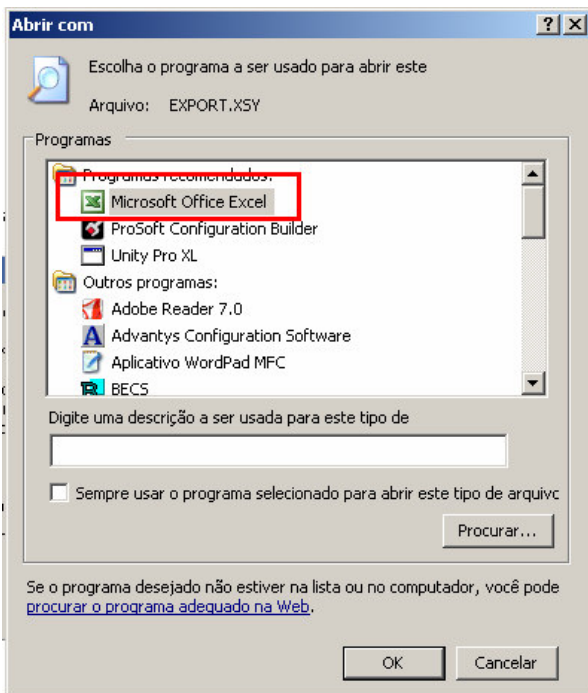 Abrir com
Escolha o programa a ser usado para abrir este
Arquivo: EXPORT.XSY
Programas
Programas recomendados:
Microsoft Office Excel
ProSoft Configuration Builder
Unity Pro XL
Outros programas:
Adobe Reader 7.0
Advantys Configuration Software
Aplicativo WordPad MFC
BECS
Digite uma descrição a ser usada para este tipo de
Sempre usar o programa selecionado para abrir este tipo de arquivo
Procurar...
Se o programa desejado não estiver na lista ou no computador, você pode
procurar o programa adequado na Web.
OK Cancelar